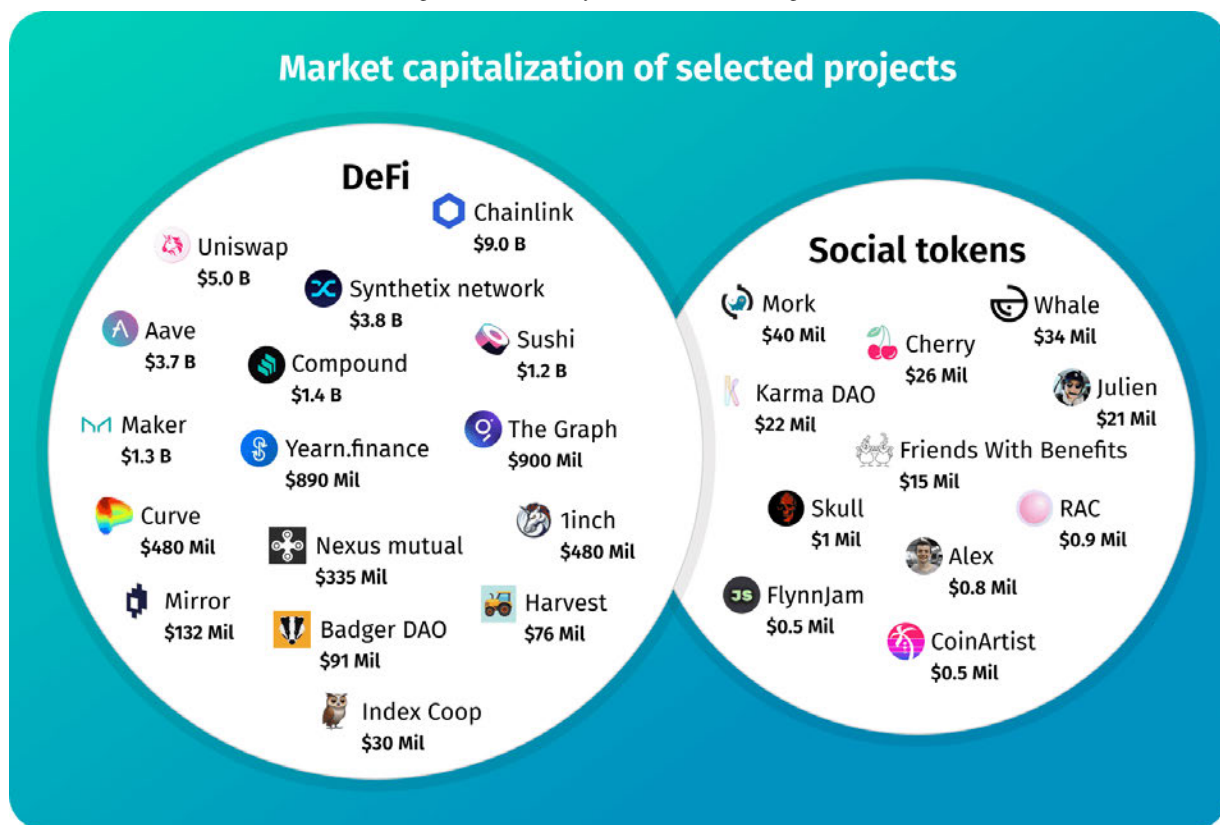 Market capitalization of selected projects
DeFi
Chainlink
$9.0 B
Uniswap
$5.0 B
Synthetix network
$3.8 B
Aave
$3.7 B
Sushi
$1.2 B
Compound
$1.4 B
Maker
$1.3 B
The Graph
$900 Mil
Yearn.finance
$890 Mil
Curve
$480 Mil
1inch
$480 Mil
Nexus mutual
$335 Mil
Mirror
$132 Mil
Harvest
$76 Mil
Badger DAO
$91 Mil
Index Coop
$30 Mil
Social tokens
Mork
$40 Mil
Whale
$34 Mil
Cherry
$26 Mil
Karma DAO
$22 Mil
Julien
$21 Mil
Friends With Benefits
$15 Mil
Skull
$1 Mil
RAC
$0.9 Mil
Alex
$0.8 Mil
JS
FlynnJam
$0.5 Mil
CoinArtist
$0.5 Mil